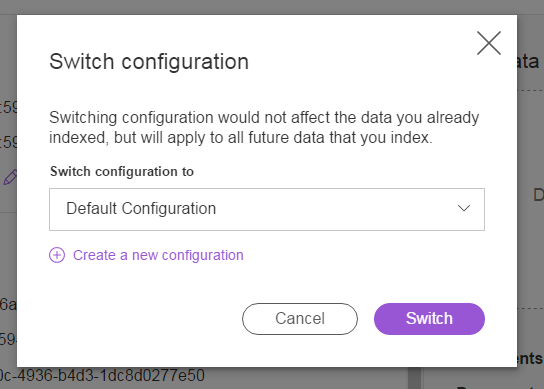 Switch configuration
ata
Switching configuration would not affect the data you already
indexed, but will apply to all future data that you index.
Switch configuration to
Default Configuration
Create a new configuration
Cancel
Switch
:59
:59
D
6a
594
ents
0c-4936-b4d3-1dc8d0277e50